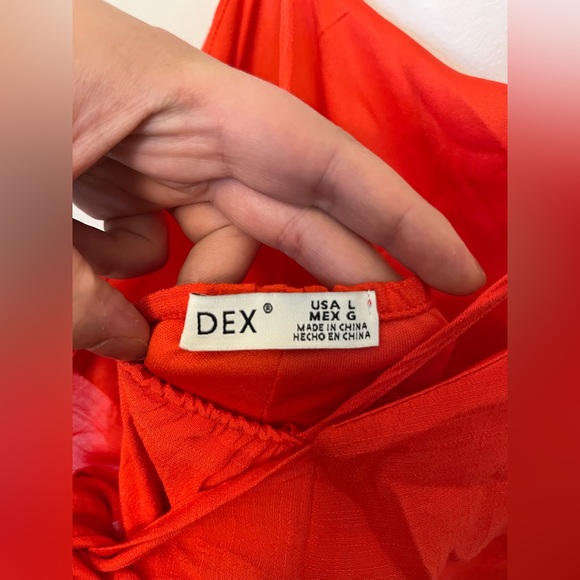 DEX®
USA L
MEX G
MADE IN CHINA
HECHO EN CHINA